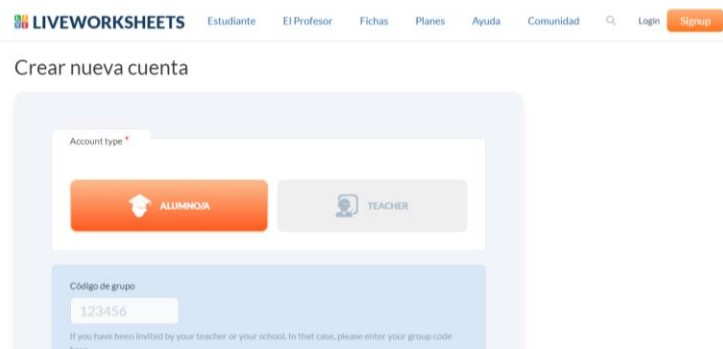 LIVEWORKSHEETS Estudiante El Profesor Fichas Planes Ayuda Comunidad Login Signup
Crear nueva cuenta
Account type *
ALUMNO/A TEACHER
Código de grupo
123456
If you have been invited by your teacher or your school. In that case, please enter your group code